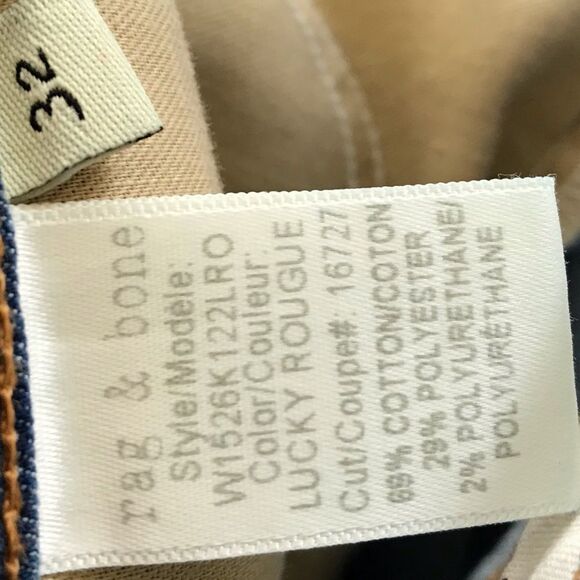 32
rag & bone
Style/Modele:
W1526K122LRO
Color/Couleur:
LUCKY ROUGUE
Cut/Coupe#: 16727
69% COTTON/COTON
29% POLYESTER
2% POLYURETHANE/
POLYURÉTHANE